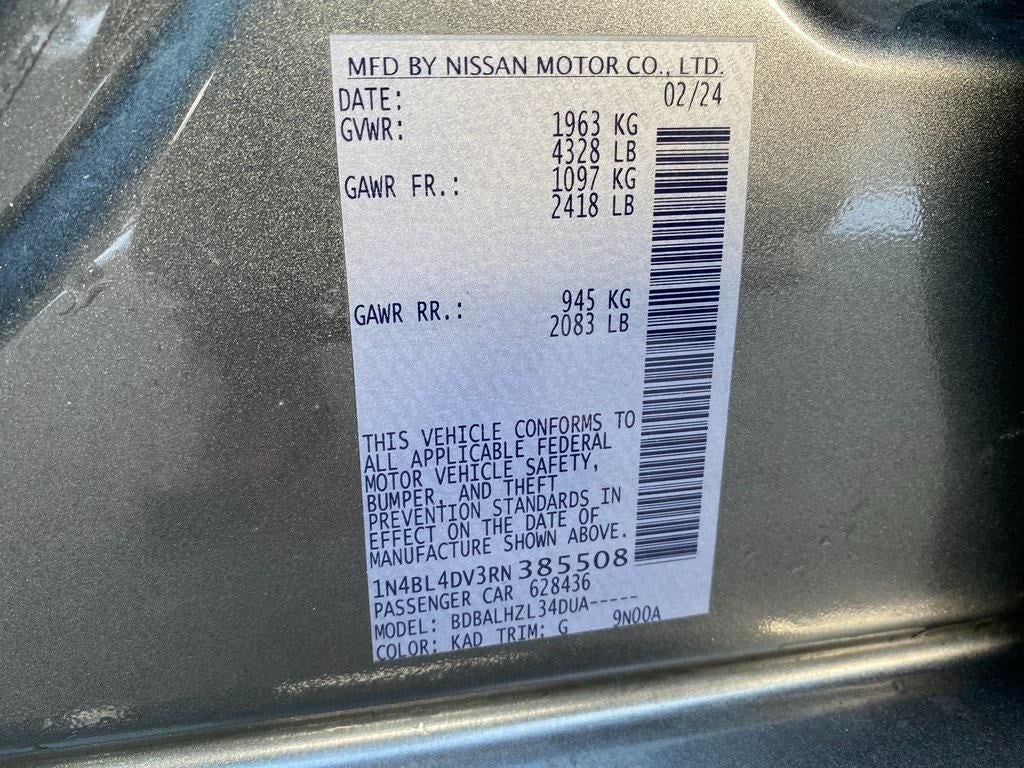 MFD BY NISSAN MOTOR CO., LTD.
DATE: 02/24
GVWR: 1963 KG
4328 LB
GAWR FR.: 1097 KG
2418 LB
GAWR RR.: 945 KG
2083 LB
THIS VEHICLE CONFORMS TO
ALL APPLICABLE FEDERAL
MOTOR VEHICLE SAFETY,
BUMPER, AND THEFT
PREVENTION STANDARDS IN
EFFECT ON THE DATE OF
MANUFACTURE SHOWN ABOVE.
1N4BL4DV3RN385508
PASSENGER CAR 628436
MODEL: BDBALHZL34DUA-----
COLOR: KAD TRIM: G 9N00A